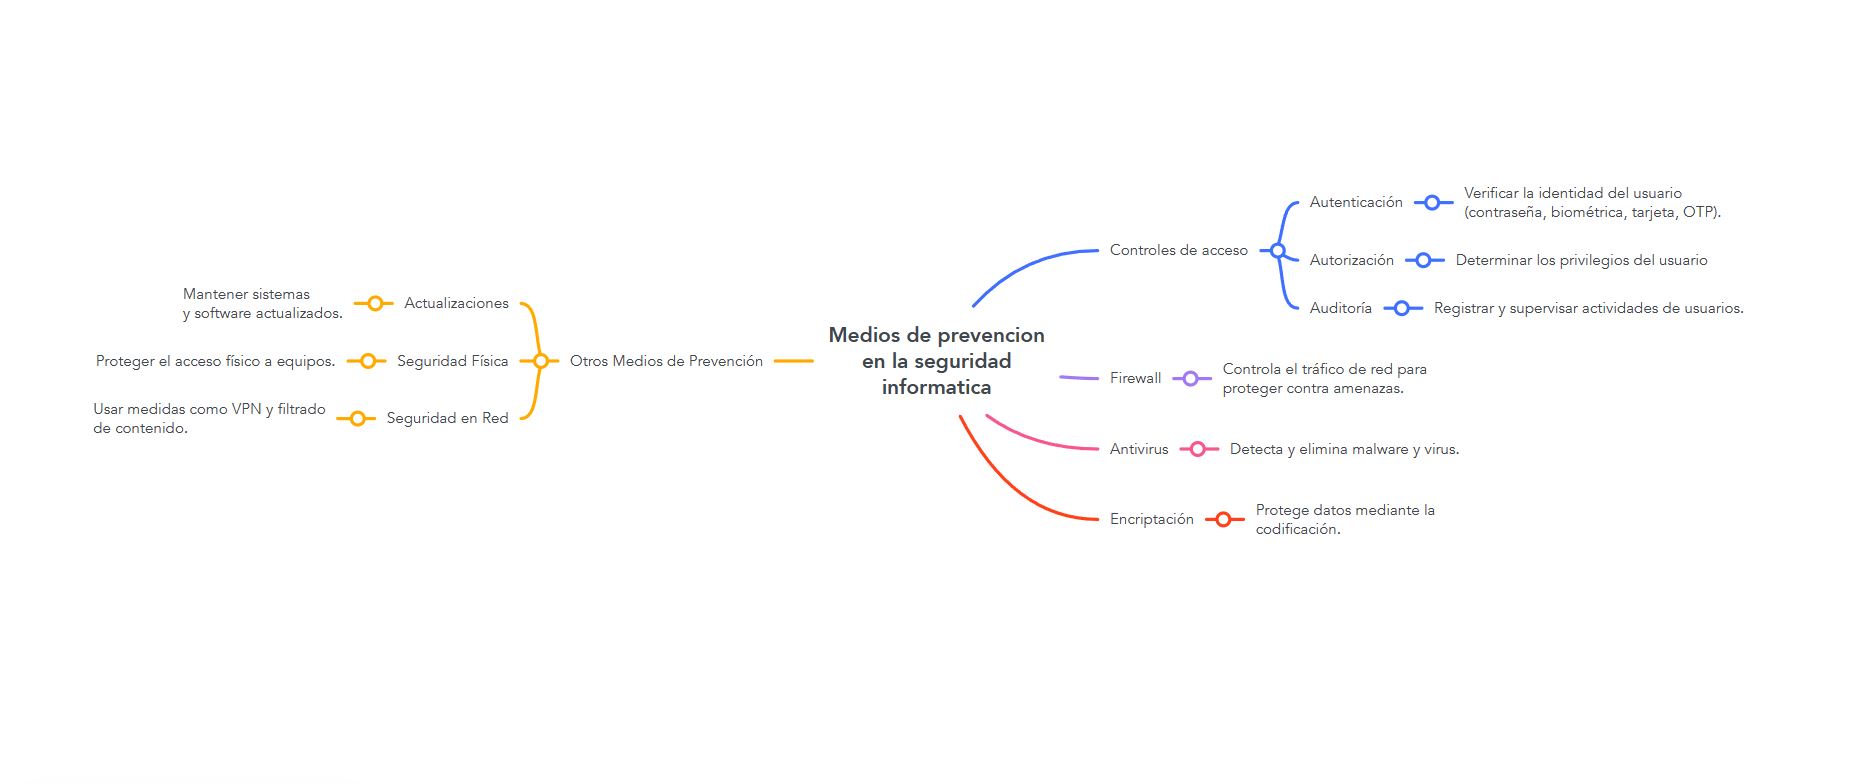 Medios de prevencion
en la seguridad
informatica
Controles de acceso
Autenticación
Verificar la identidad del usuario
(contraseña, biométrica, tarjeta, OTP).
Autorización
Determinar los privilegios del usuario
Auditoría
Registrar y supervisar actividades de usuarios.
Firewall
Controla el tráfico de red para
proteger contra amenazas.
Antivirus
Detecta y elimina malware y virus.
Encriptación
Protege datos mediante la
codificación.
Otros Medios de Prevención
Actualizaciones
Mantener sistemas
y software actualizados.
Seguridad Física
Proteger el acceso físico a equipos.
Seguridad en Red
Usar medidas como VPN y filtrado
de contenido.